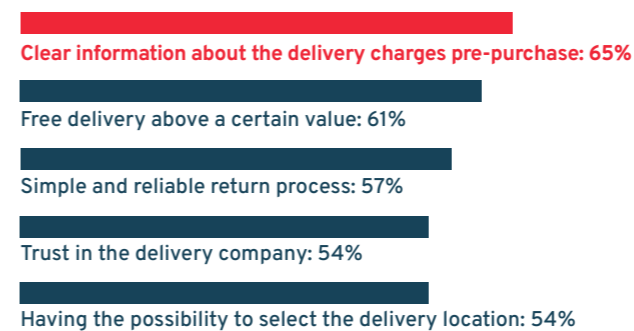 Clear information about the delivery charges pre-purchase: 65%
Free delivery above a certain value: 61%
Simple and reliable return process: 57%
Trust in the delivery company: 54%
Having the possibility to select the delivery location: 54%